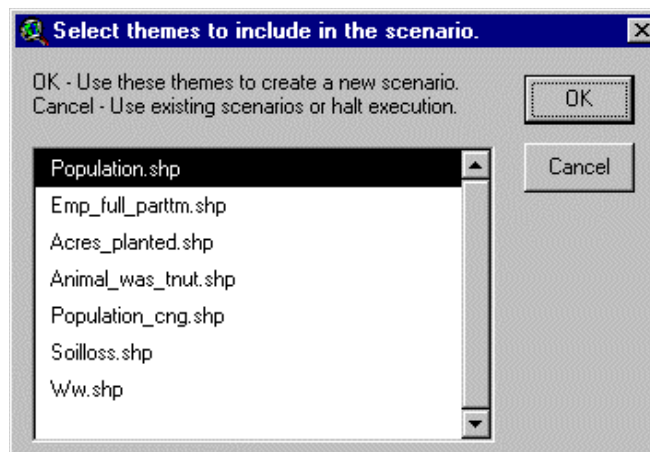 Select themes to include in the scenario.
OK - Use these themes to create a new scenario.
Cancel - Use existing scenarios or halt execution.
OK
Cancel
Population.shp
Emp_full_parttm.shp
Acres_planted.shp
Animal_was_tnut.shp
Population_cng.shp
Soilloss.shp
Ww.shp